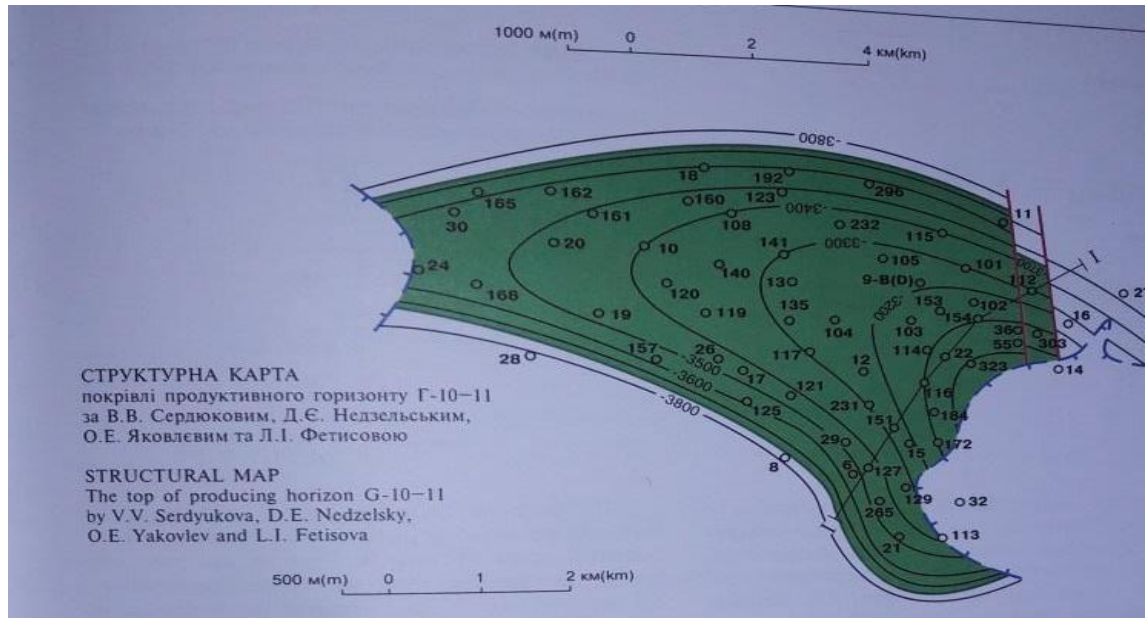 1000 м(m) 0 2 4 км(km)
-3800
18 192 296
165 162 123
30 161 160 108 -3400 232 11
20 10 141 -3300 115
24 140 105 101 -3700 I
168 120 13 9-В(D) 112 27
19 119 135 104 -3200 153 102
103 154 36 16
157 26 117 114 55 303
28 -3500 12 22 323 14
-3600 17 121 116
-3800 125 231 184
151
29 15 172
8 6 127
129 32
265
I 21 113
СТРУКТУРНА КАРТА
покрівлі продуктивного горизонту Г-10—11
за В.В. Сердюковим, Д.Є. Недзельським,
О.Е. Яковлєвим та Л.І. Фетисовою
STRUCTURAL MAP
The top of producing horizon G-10—11
by V.V. Serdyukova, D.E. Nedzelsky,
O.E. Yakovlev and L.I. Fetisova
500 м(m) 0 1 2 км(km)